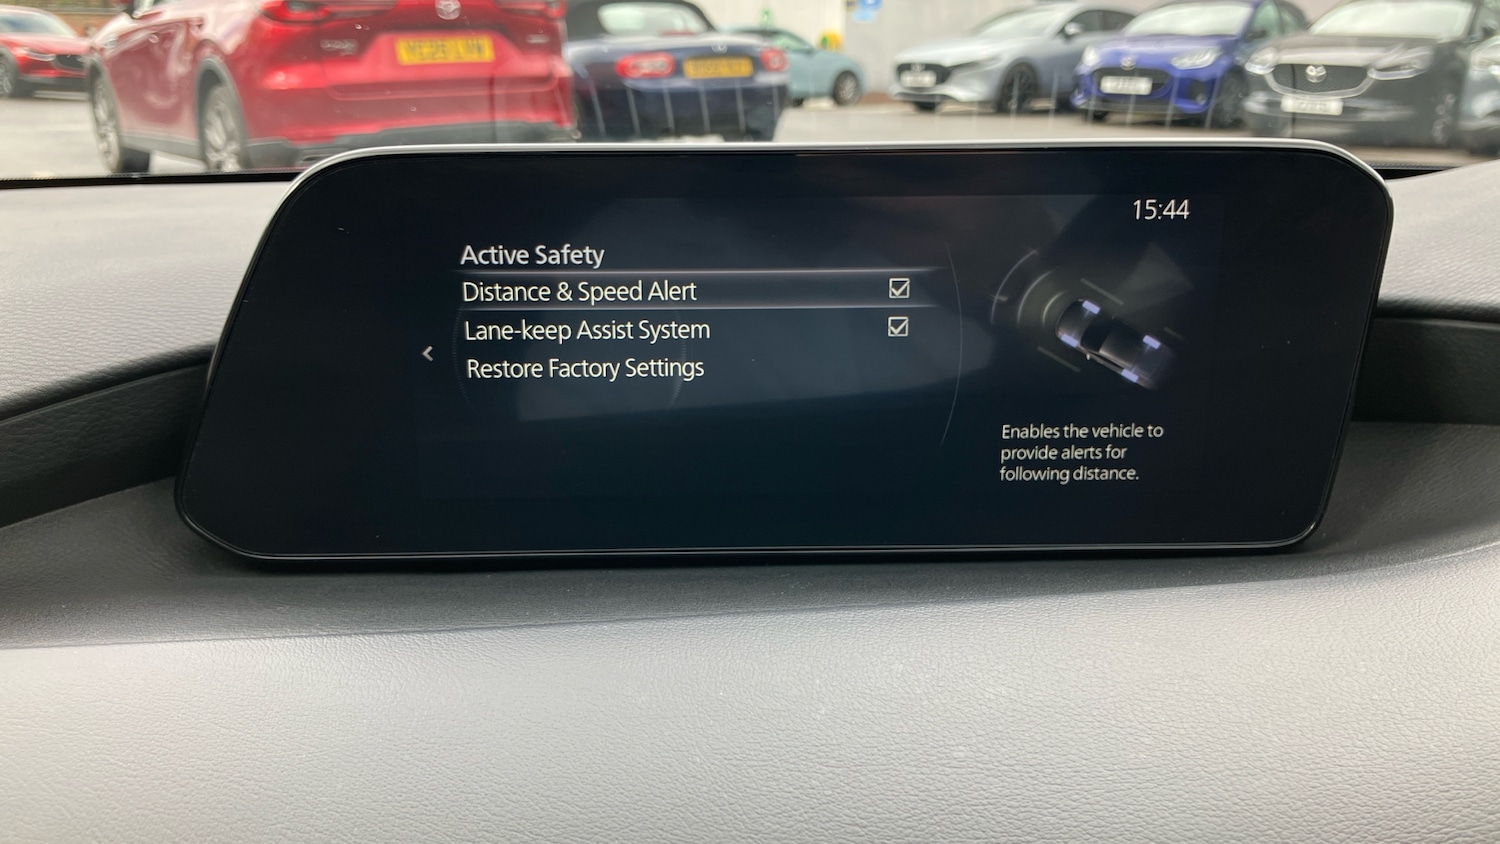 15:44
Active Safety
Distance & Speed Alert
Lane-keep Assist System
Restore Factory Settings
Enables the vehicle to
provide alerts for
following distance.